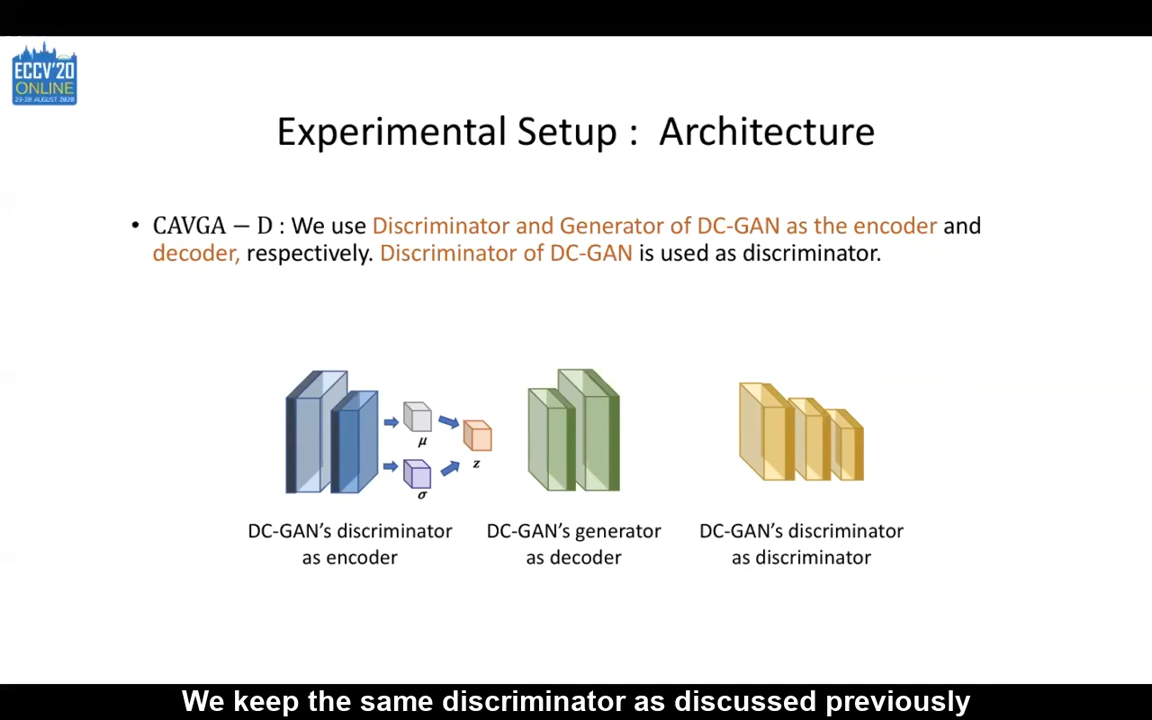 ECCV'20
ONLINE
23-28 AUGUST 2020
Experimental Setup : Architecture
• CAVGA − D : We use Discriminator and Generator of DC-GAN as the encoder and
decoder, respectively. Discriminator of DC-GAN is used as discriminator.
μ
z
σ
DC-GAN's discriminator
as encoder
DC-GAN's generator
as decoder
DC-GAN's discriminator
as discriminator
We keep the same discriminator as discussed previously